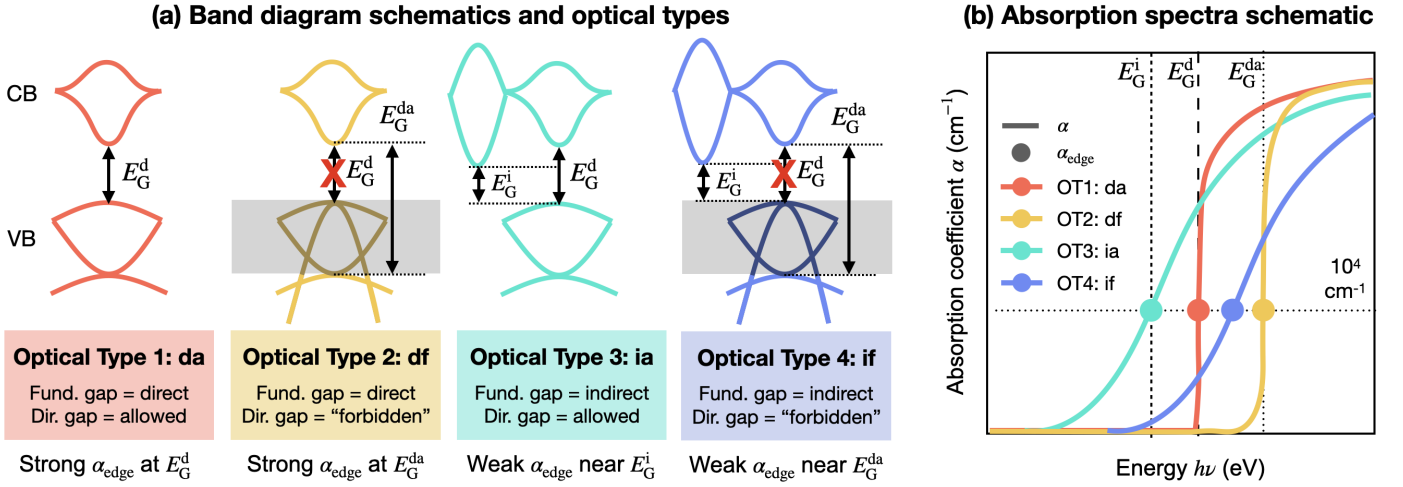 (a) Band diagram schematics and optical types
CB
VB
E_G^d
E_G^da
X E_G^d
E_G^i
E_G^d
E_G^da
E_G^i
X E_G^d
Optical Type 1: da
Fund. gap = direct
Dir. gap = allowed
Strong α_edge at E_G^d
Optical Type 2: df
Fund. gap = direct
Dir. gap = “forbidden”
Strong α_edge at E_G^da
Optical Type 3: ia
Fund. gap = indirect
Dir. gap = allowed
Weak α_edge near E_G^i
Optical Type 4: if
Fund. gap = indirect
Dir. gap = “forbidden”
Weak α_edge near E_G^da
(b) Absorption spectra schematic
E_G^i
E_G^d
E_G^da
α
α_edge
OT1: da
OT2: df
OT3: ia
OT4: if
10⁴
cm⁻¹
Absorption coefficient α (cm⁻¹)
Energy hν (eV)